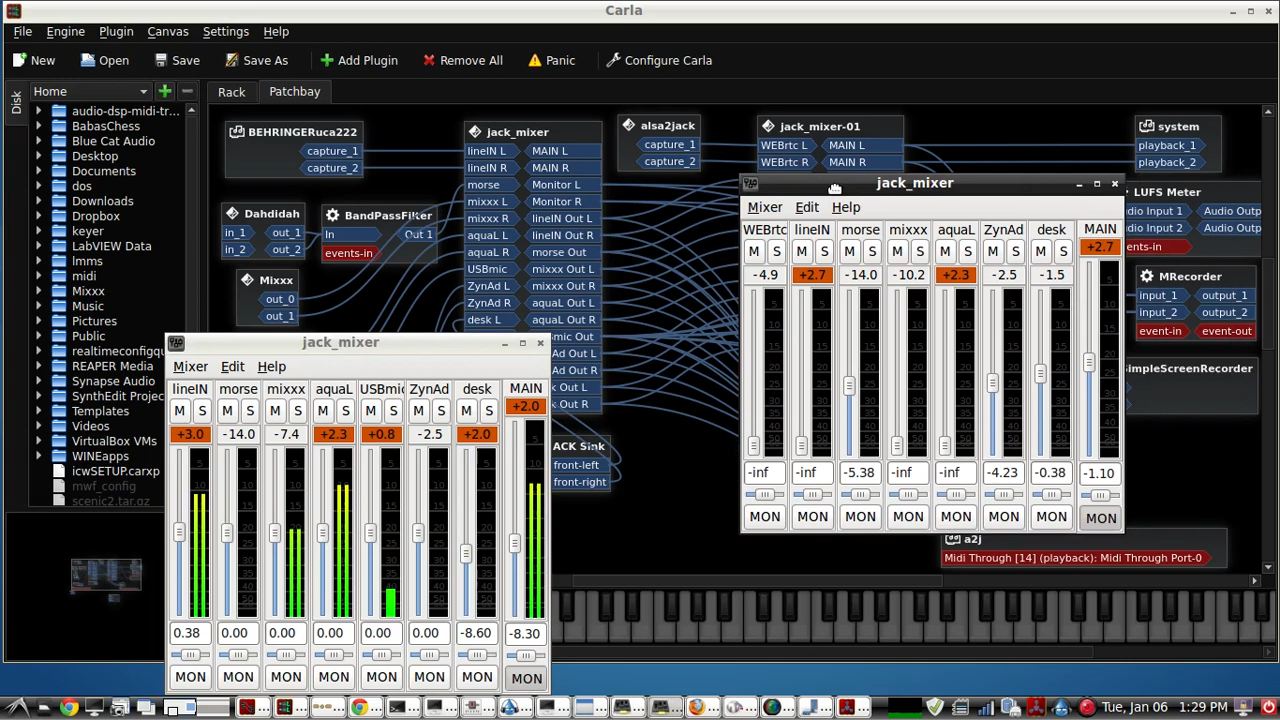 Carla
File Engine Plugin Canvas Settings Help
New Open Save Save As Add Plugin Remove All Panic Configure Carla
Disk
Home
Rack Patchbay
audio-dsp-midi-tr...
BabasChess
Blue Cat Audio
Desktop
Documents
dos
Downloads
Dropbox
keyer
LabVIEW Data
lmms
midi
Mixxx
Music
Pictures
Public
realtimeconfigqu
REAPER Media
Synapse Audio
SynthEdit Projec
Templates
Videos
VirtualBox VMs
WINEapps
icwSETUP.carxp
mwf_config
scenic2.tar.gz
BEHRINGERuca222
capture_1
capture_2
Dahdidah
in_1 out_1
in_2 out_2
BandPassFilker
In Out 1
events-in
Mixxx
out_0
out_1
jack_mixer
lineIN L MAIN L
lineIN R MAIN R
morse Monitor L
mixxx L Monitor R
mixxx R lineIN Out L
aquaL L lineIN Out R
aquaL R morse Out
USBmic mixxx Out L
ZynAd L mixxx Out R
ZynAd R aquaL Out L
desk L aquaL Out R
Mic Out
Ad Out L
Ad Out R
k Out L
k Out R
ACK Sink
front-left
front-right
alsa2jack
capture_1
capture_2
jack_mixer-01
WEBrtc L MAIN L
WEBrtc R MAIN R
system
playback_1
playback_2
LUFS Meter
Audio Input 1 Audio Outp
udio Input 2 Audio Outp
ents-in
MRecorder
input_1 output_1
input_2 output_2
event-in event-out
SimpleScreenRecorder
a2j
Midi Through [14] (playback): Midi Through Port-0
jack_mixer
Mixer Edit Help
WEBrtc lineIN morse mixxx aquaL ZynAd desk MAIN
M S M S M S M S M S M S M S +2.7
-4.9 +2.7 -14.0 -10.2 +2.3 -2.5 -1.5
-inf -inf -5.38 -inf -inf -4.23 -0.38 -1.10
MON MON MON MON MON MON MON MON
jack_mixer
Mixer Edit Help
lineIN morse mixxx aquaL USBmic ZynAd desk MAIN
M S M S M S M S M S M S M S +2.0
+3.0 -14.0 -7.4 +2.3 +0.8 -2.5 +2.0
0.38 0.00 0.00 0.00 0.00 0.00 -8.60 -8.30
MON MON MON MON MON MON MON MON
Tue, Jan 06 1:29 PM